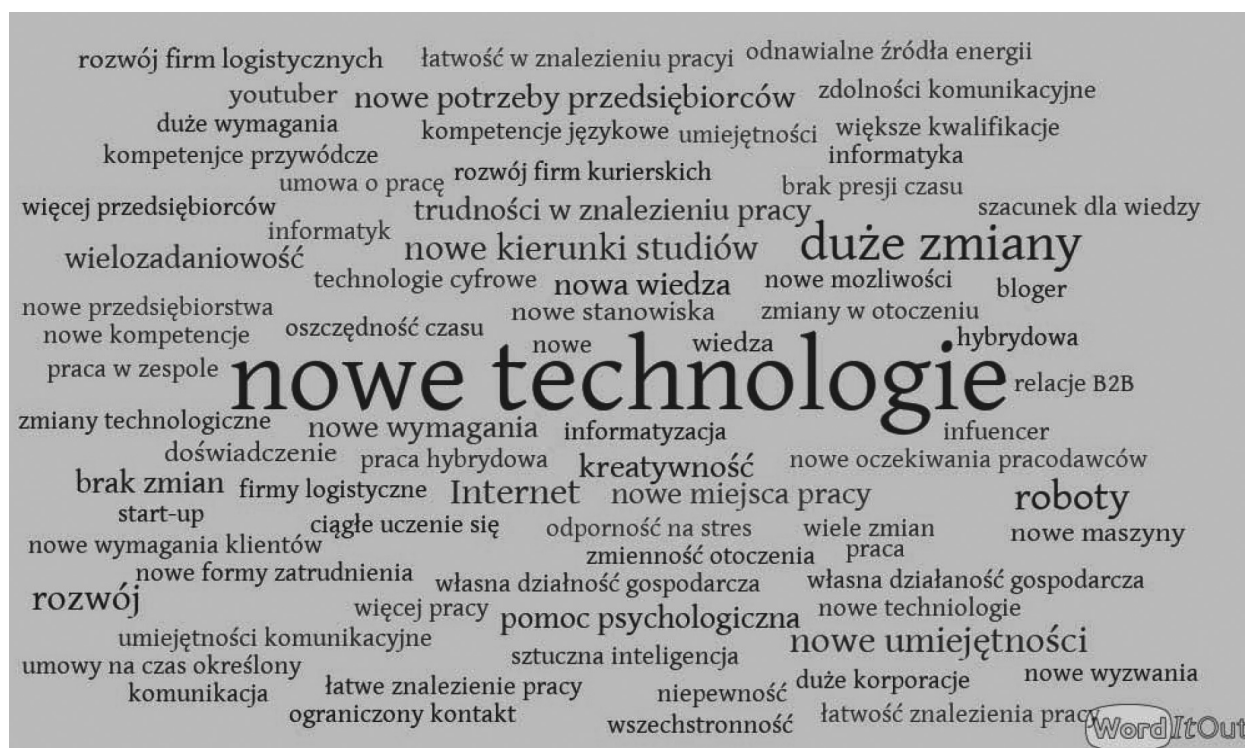 rozwój firm logistycznych łatwość w znalezieniu pracyi odnawialne źródła energii
youtuber nowe potrzeby przedsiębiorców zdolności komunikacyjne
duże wymagania kompetencje językowe umiejętności większe kwalifikacje
kompetenjce przywódcze informatyka
umowa o pracę rozwój firm kurierskich brak presji czasu
więcej przedsiębiorców trudności w znalezieniu pracy szacunek dla wiedzy
informatyk nowe kierunki studiów duże zmiany
wielozadaniowość
technologie cyfrowe nowa wiedza nowe mozliwości bloger
nowe przedsiębiorstwa nowe stanowiska zmiany w otoczeniu
nowe kompetencje oszczędność czasu nowe wiedza hybrydowa
praca w zespole nowe technologie relacje B2B
zmiany technologiczne nowe wymagania informatyzacja infuencer
doświadczenie praca hybrydowa kreatywność nowe oczekiwania pracodawców
brak zmian firmy logistyczne Internet nowe miejsca pracy roboty
start-up ciągłe uczenie się odporność na stres wiele zmian nowe maszyny
nowe wymagania klientów zmienność otoczenia praca
nowe formy zatrudnienia własna działność gospodarcza własna działaność gospodarcza
rozwój więcej pracy pomoc psychologiczna nowe techniologie
umiejętności komunikacyjne nowe umiejętności
umowy na czas określony sztuczna inteligencja nowe wyzwania
komunikacja łatwe znalezienie pracy niepewność duże korporacje
ograniczony kontakt wszechstronność łatwość znalezienia pracy
WordItOut